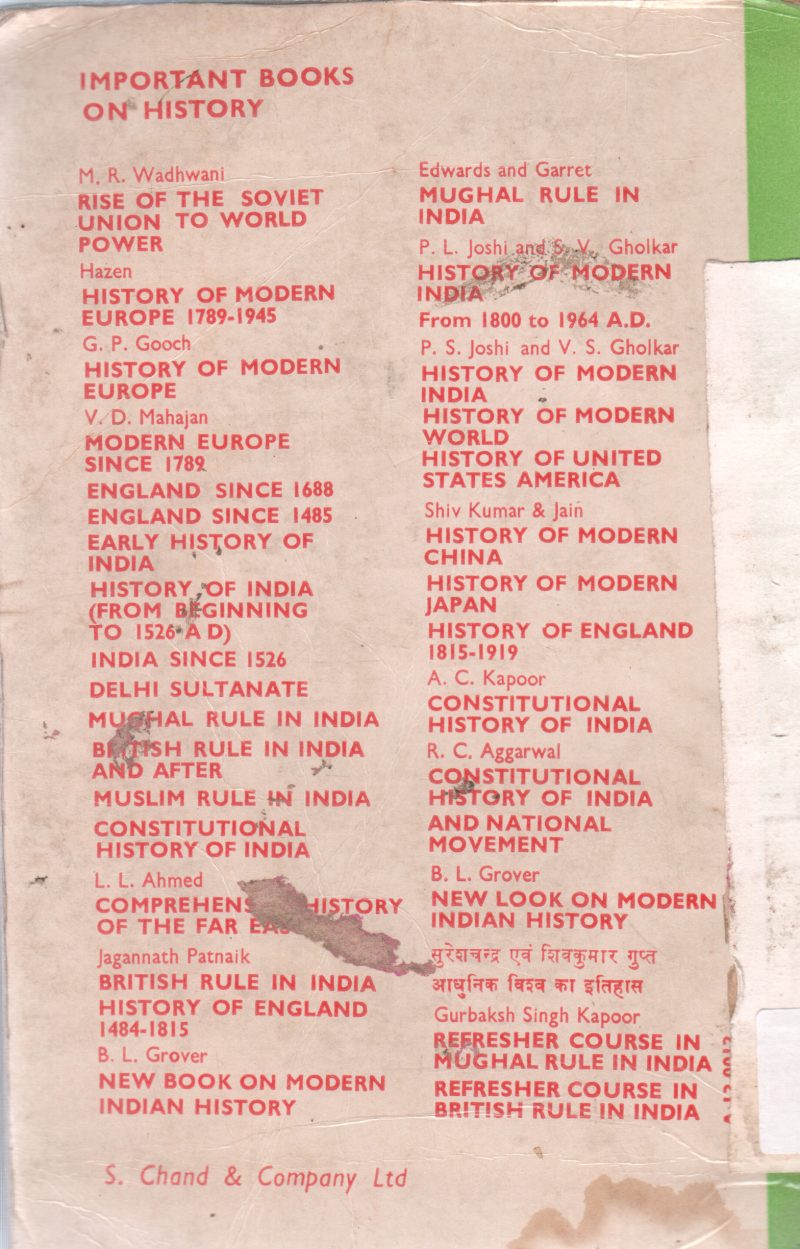 IMPORTANT BOOKS
ON HISTORY
M. R. Wadhwani
RISE OF THE SOVIET
UNION TO WORLD
POWER
Hazen
HISTORY OF MODERN
EUROPE 1789-1945
G. P. Gooch
HISTORY OF MODERN
EUROPE
V. D. Mahajan
MODERN EUROPE
SINCE 1789
ENGLAND SINCE 1688
ENGLAND SINCE 1485
EARLY HISTORY OF
INDIA
HISTORY OF INDIA
(FROM BEGINNING
TO 1526 A D)
INDIA SINCE 1526
DELHI SULTANATE
MUGHAL RULE IN INDIA
BRITISH RULE IN INDIA
AND AFTER
MUSLIM RULE IN INDIA
CONSTITUTIONAL
HISTORY OF INDIA
L. L. Ahmed
HISTORY
OF THE FAR
Jagannath Patnaik
BRITISH RULE IN INDIA
HISTORY OF ENGLAND
1484-1815
B. L. Grover
NEW BOOK ON MODERN
INDIAN HISTORY
Edwards and Garret
MUGHAL RULE IN
INDIA
P. L. Joshi and S. V. Gholkar
HISTORY OF MODERN
INDIA
From 1800 to 1964 A.D.
P. S. Joshi and V. S. Gholkar
HISTORY OF MODERN
INDIA
HISTORY OF MODERN
WORLD
HISTORY OF UNITED
STATES AMERICA
Shiv Kumar & Jain
HISTORY OF MODERN
CHINA
HISTORY OF MODERN
JAPAN
HISTORY OF ENGLAND
1815-1919
A. C. Kapoor
CONSTITUTIONAL
HISTORY OF INDIA
R. C. Aggarwal
CONSTITUTIONAL
HISTORY OF INDIA
AND NATIONAL
MOVEMENT
B. L. Grover
NEW LOOK ON MODERN
INDIAN HISTORY
सुरेशचन्द्र एवं शिवकुमार गुप्त
आधुनिक विश्व का इतिहास
Gurbaksh Singh Kapoor
REFRESHER COURSE IN
MUGHAL RULE IN INDIA
REFRESHER COURSE IN
BRITISH RULE IN INDIA
S. Chand & Company Ltd